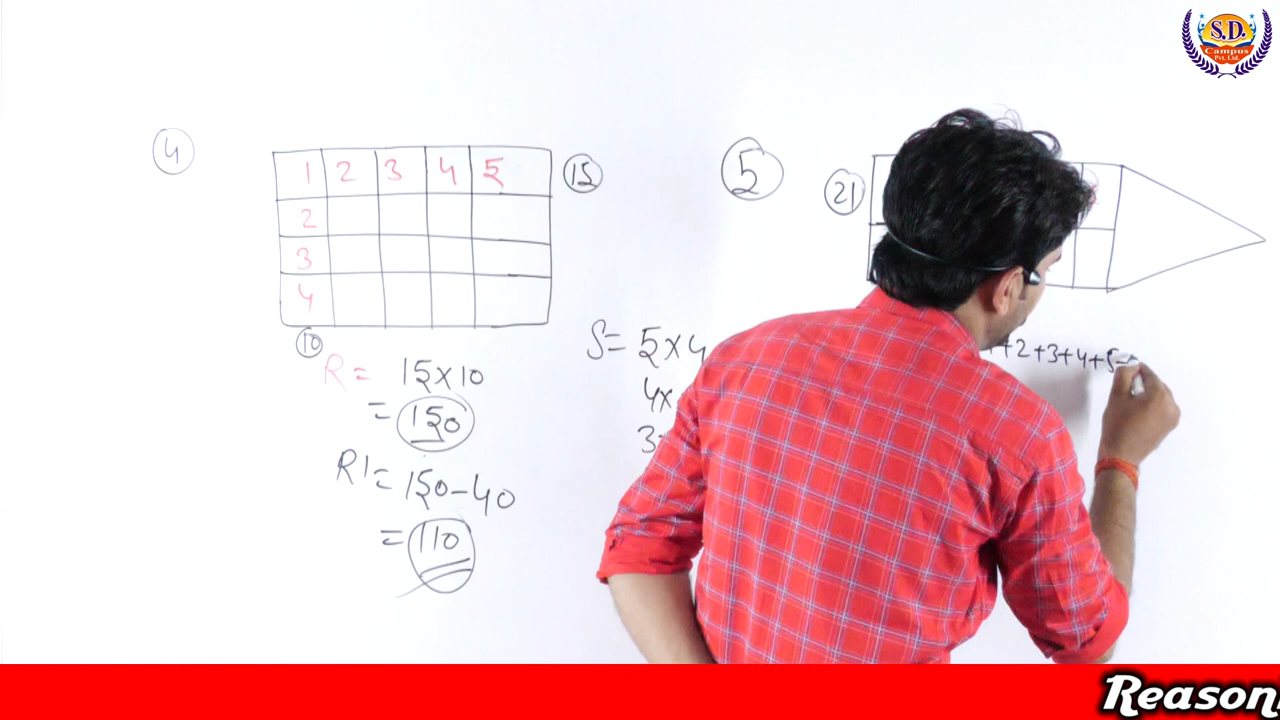 S.D.
Campus
Pvt. Ltd.
4
1 2 3 4 5
15
2
3
4
10
R = 15×10
= 150
R1 = 150-40
= 110
S= 5×4
4×
3
5
21
+2+3+4+5
Reason